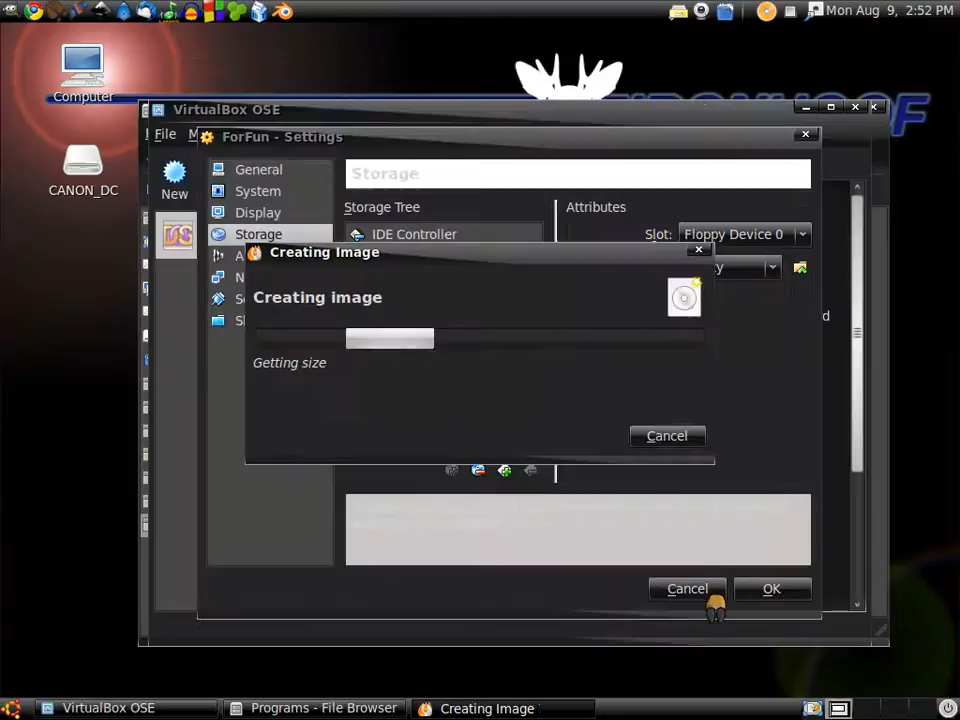 Mon Aug 9, 2:52 PM
Computer
CANON_DC
VirtualBox OSE
File
ForFun - Settings
New
General
System
Display
Storage
Storage
Storage Tree
Attributes
IDE Controller
Slot:
Floppy Device 0
Creating Image
Creating image
Getting size
Cancel
Cancel
OK
VirtualBox OSE
Programs - File Browser
Creating Image